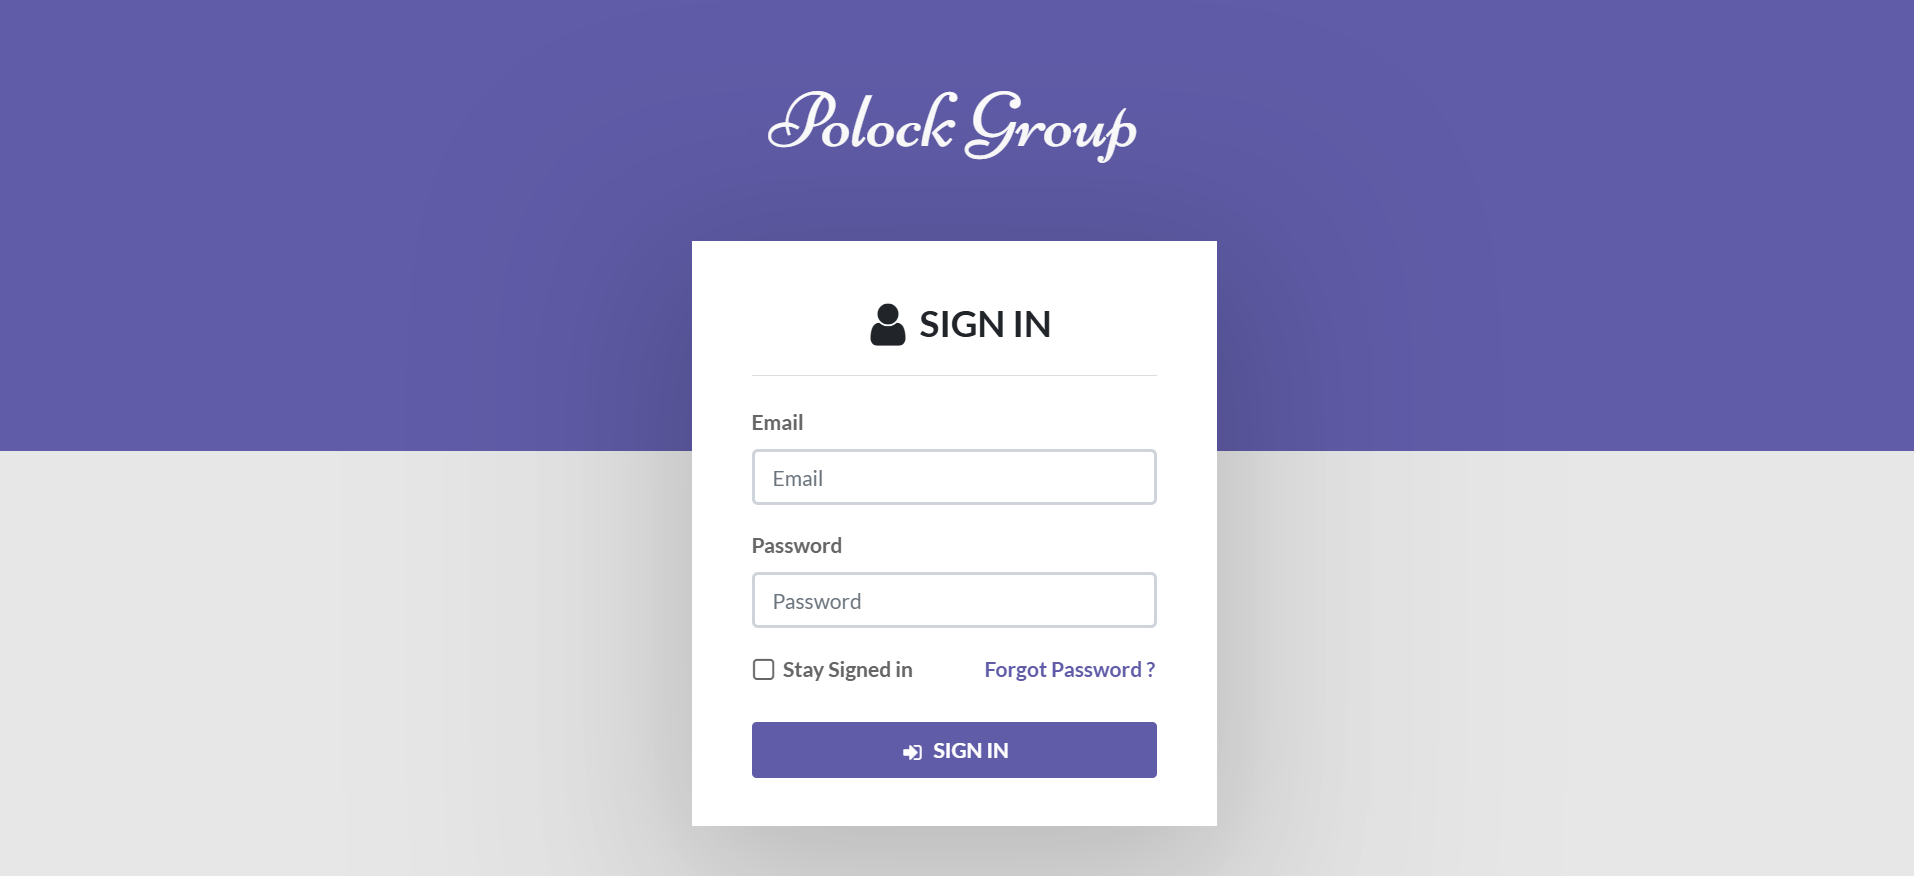 Polock Group
SIGN IN
Email
Email
Password
Password
Stay Signed in Forgot Password ?
SIGN IN